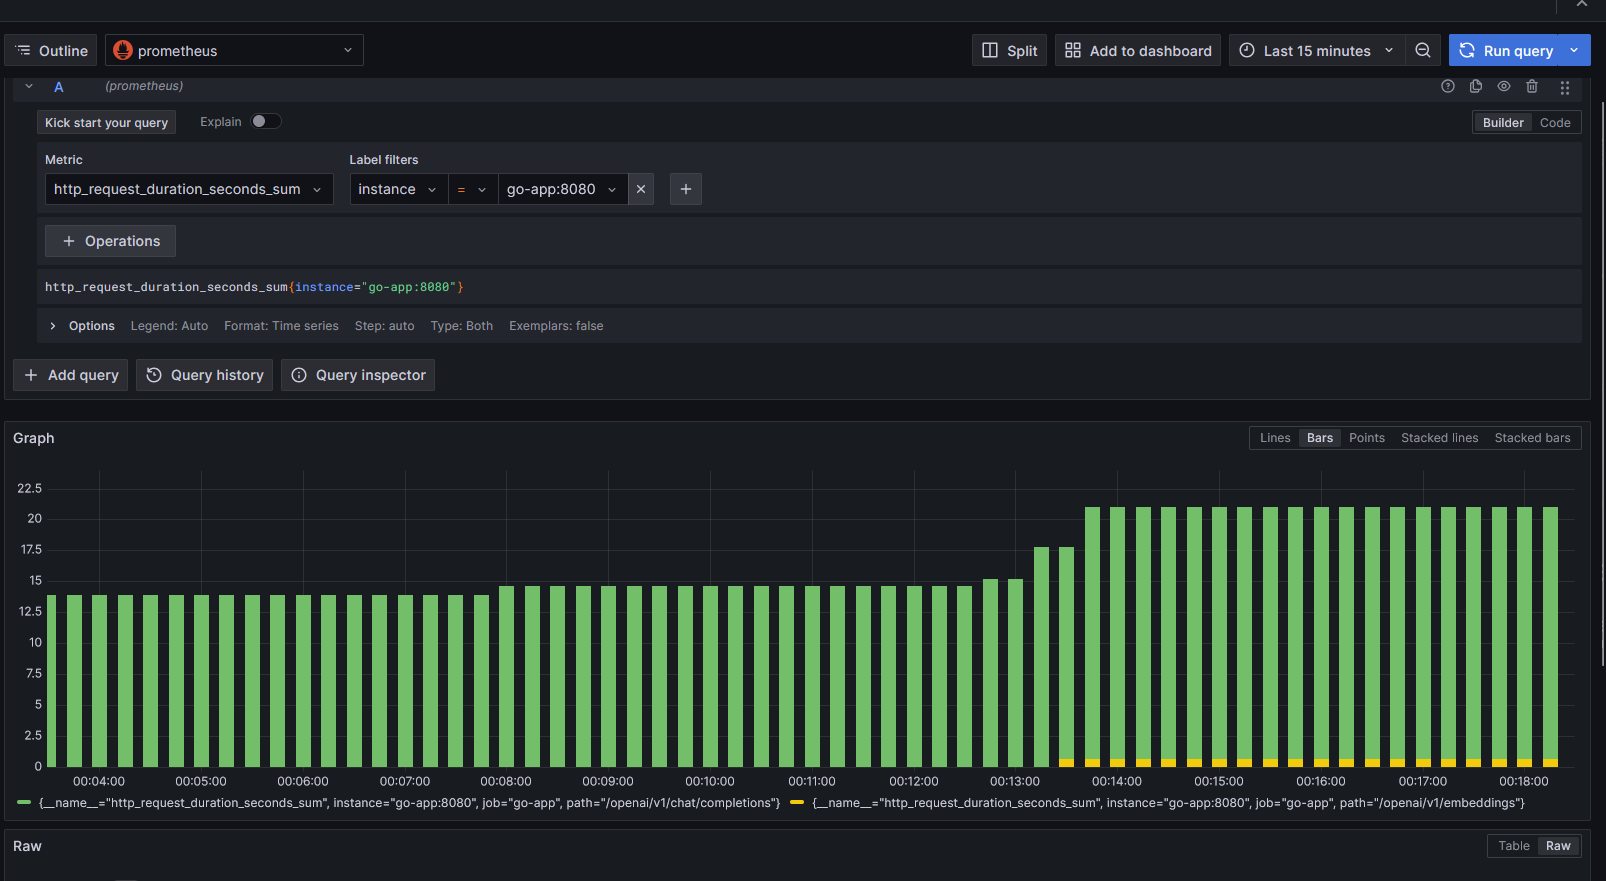 Outline prometheus Split Add to dashboard Last 15 minutes Run query
A (prometheus)
Kick start your query Explain Builder Code
Metric Label filters
http_request_duration_seconds_sum instance = go-app:8080
Operations
http_request_duration_seconds_sum{instance="go-app:8080"}
Options Legend: Auto Format: Time series Step: auto Type: Both Exemplars: false
Add query Query history Query inspector
Graph Lines Bars Points Stacked lines Stacked bars
22.5
20
17.5
15
12.5
10
7.5
5
2.5
0
00:04:00 00:05:00 00:06:00 00:07:00 00:08:00 00:09:00 00:10:00 00:11:00 00:12:00 00:13:00 00:14:00 00:15:00 00:16:00 00:17:00 00:18:00
{__name__="http_request_duration_seconds_sum", instance="go-app:8080", job="go-app", path="/openai/v1/chat/completions"} {__name__="http_request_duration_seconds_sum", instance="go-app:8080", job="go-app", path="/openai/v1/embeddings"}
Raw Table Raw